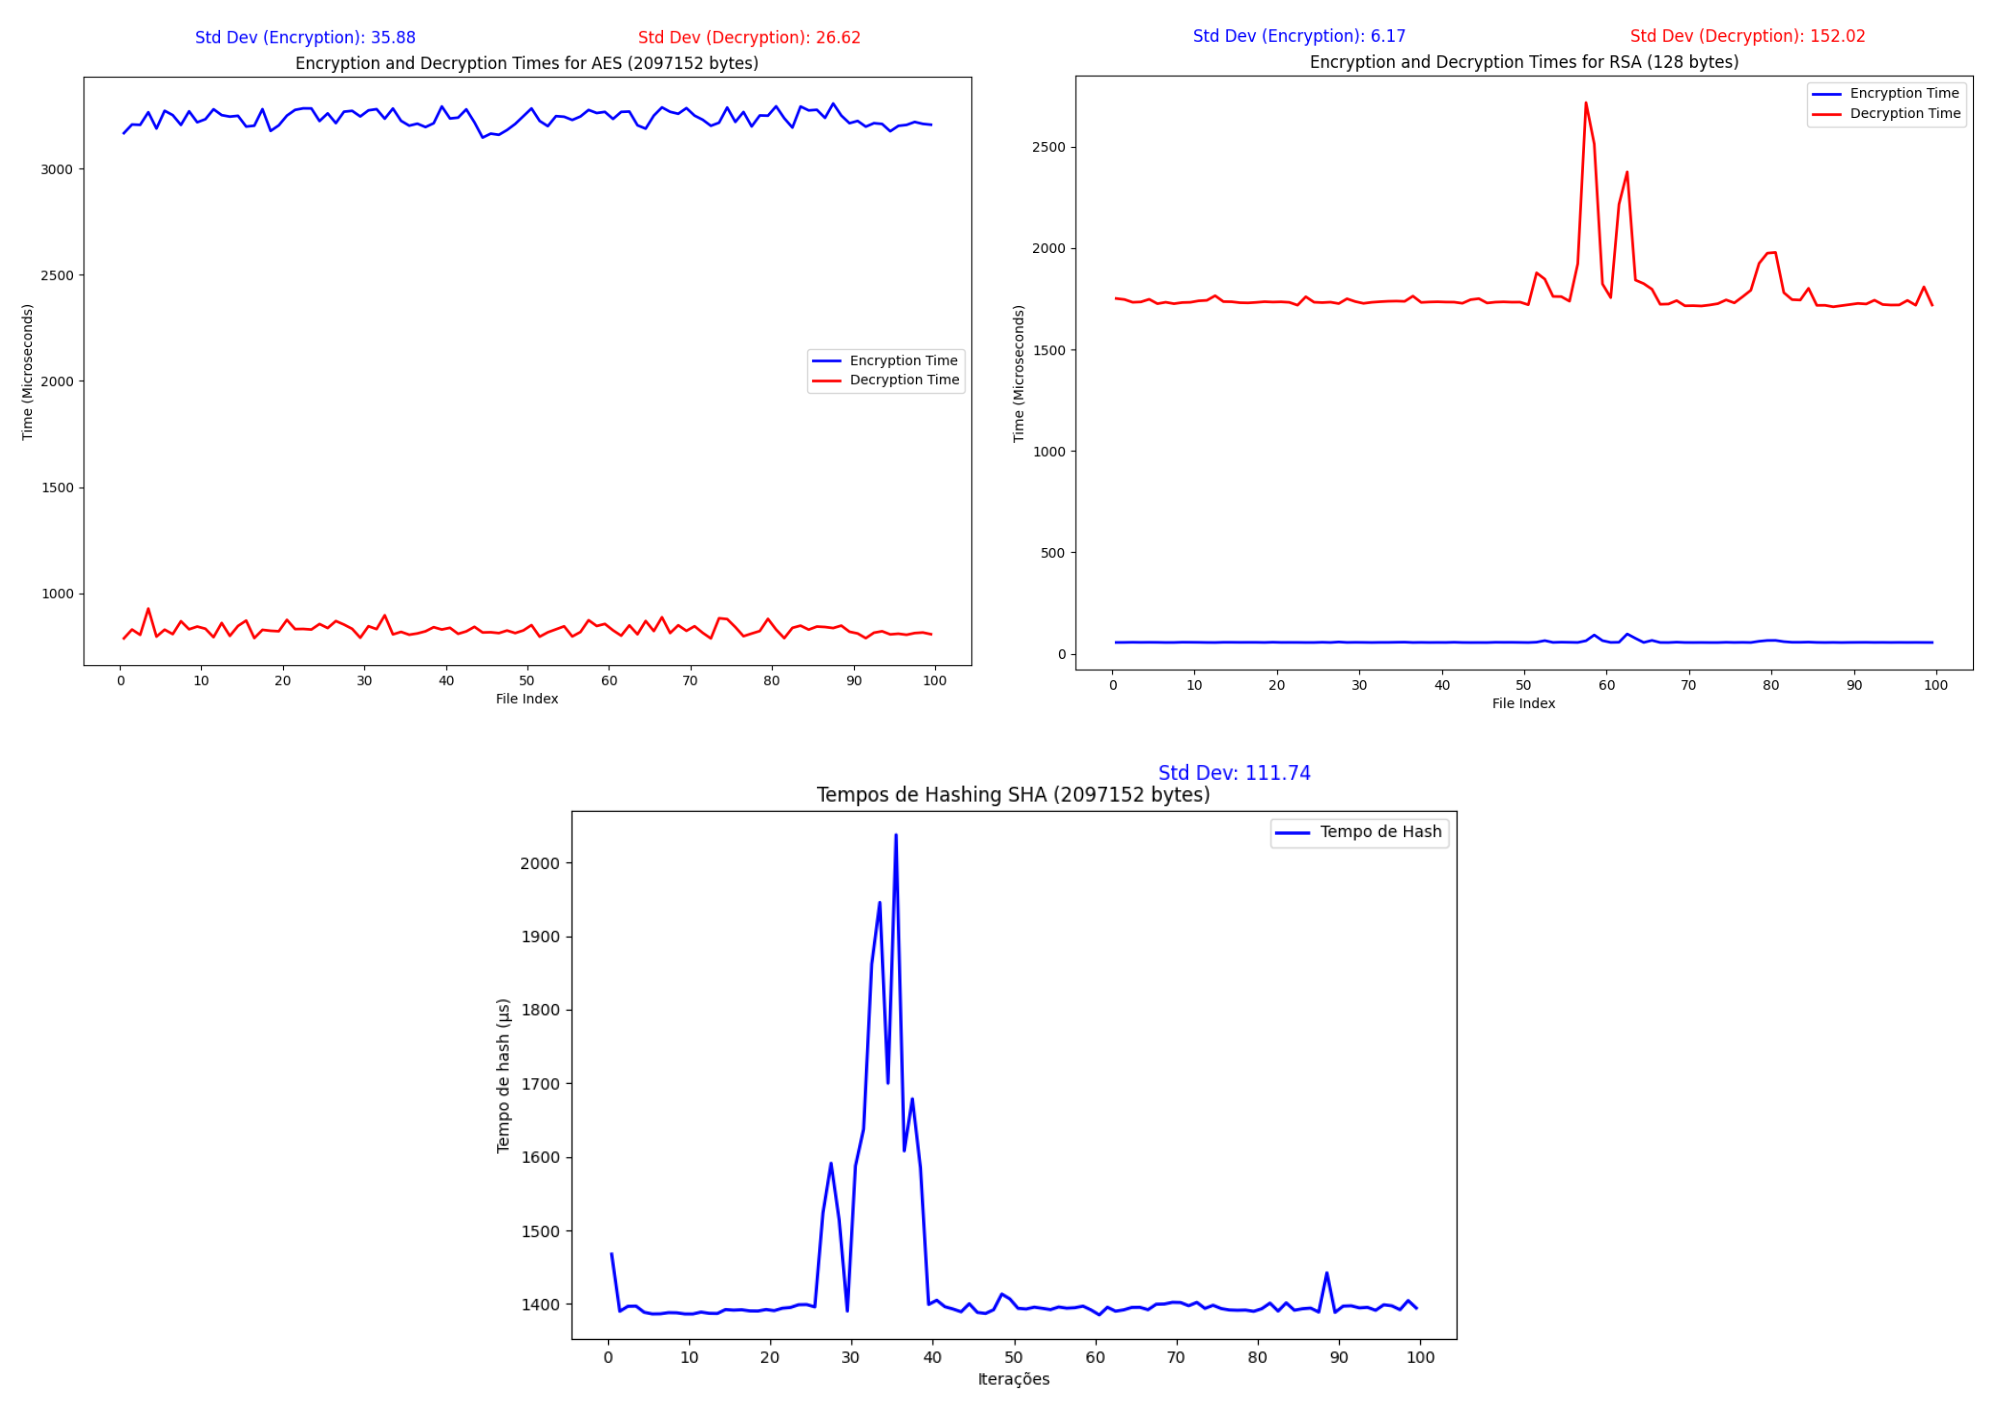 Std Dev (Encryption): 35.88
Std Dev (Decryption): 26.62
Encryption and Decryption Times for AES (2097152 bytes)
Time (Microseconds)
3000
2500
2000
1500
1000
Encryption Time
Decryption Time
0 10 20 30 40 50 60 70 80 90 100
File Index
Std Dev (Encryption): 6.17
Std Dev (Decryption): 152.02
Encryption and Decryption Times for RSA (128 bytes)
Encryption Time
Decryption Time
Time (Microseconds)
2500
2000
1500
1000
500
0
0 10 20 30 40 50 60 70 80 90 100
File Index
Std Dev: 111.74
Tempos de Hashing SHA (2097152 bytes)
Tempo de Hash
Tempo de hash (µs)
2000
1900
1800
1700
1600
1500
1400
0 10 20 30 40 50 60 70 80 90 100
Iterações